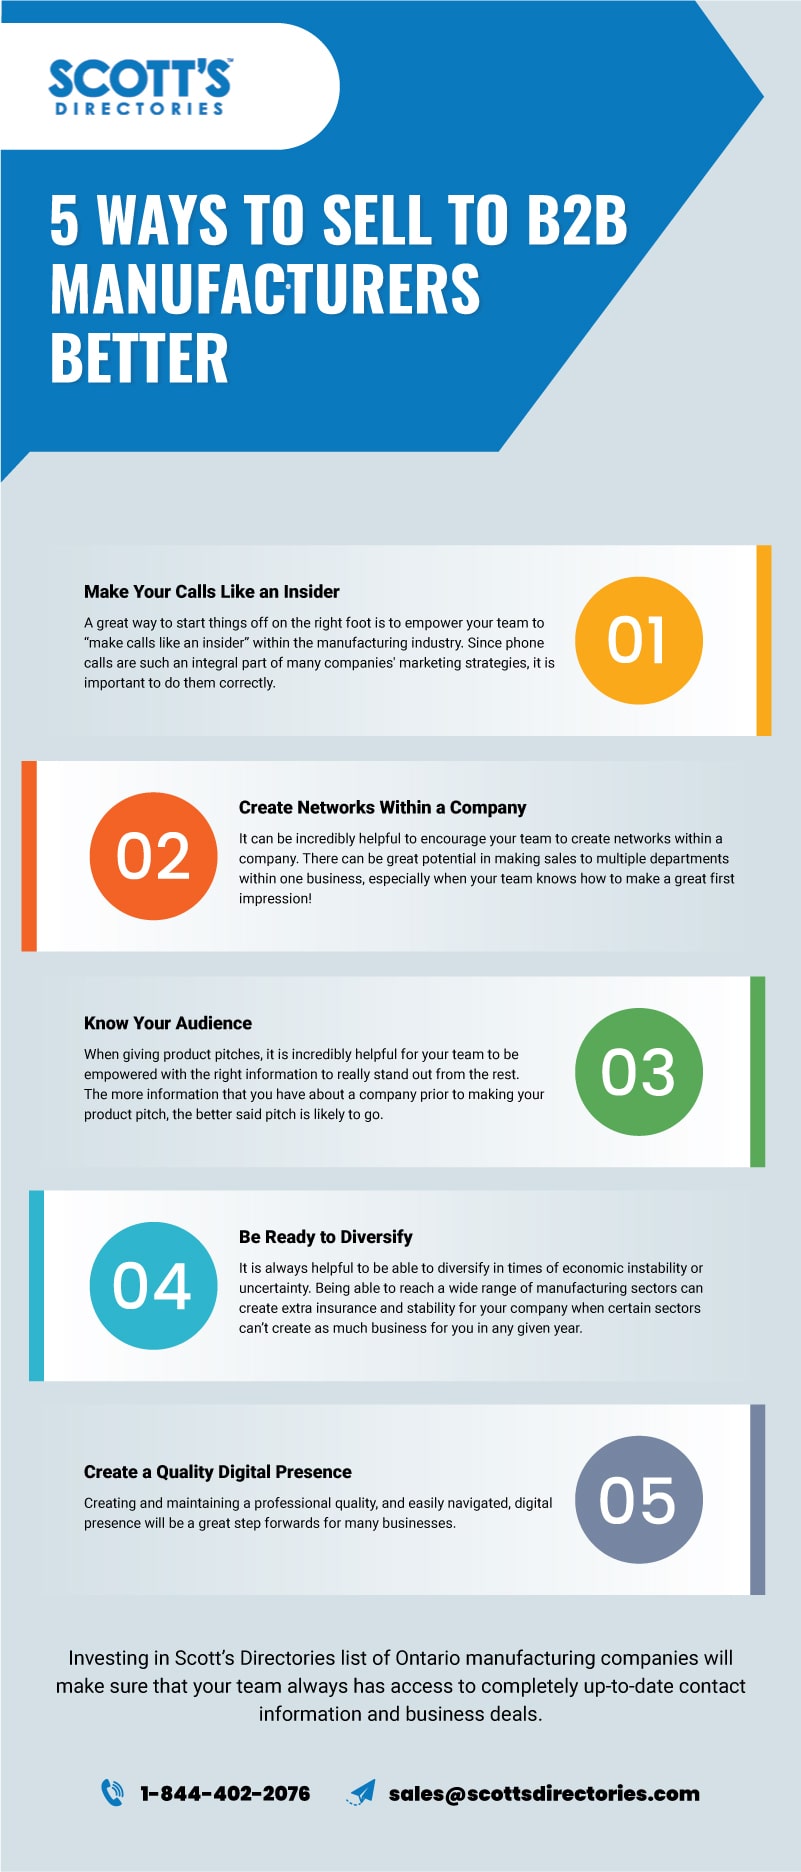 SCOTT'S™
DIRECTORIES
5 WAYS TO SELL TO B2B
MANUFACTURERS
BETTER
Make Your Calls Like an Insider
A great way to start things off on the right foot is to empower your team to
“make calls like an insider” within the manufacturing industry. Since phone
calls are such an integral part of many companies' marketing strategies, it is
important to do them correctly.
01
02
Create Networks Within a Company
It can be incredibly helpful to encourage your team to create networks within a
company. There can be great potential in making sales to multiple departments
within one business, especially when your team knows how to make a great first
impression!
Know Your Audience
When giving product pitches, it is incredibly helpful for your team to be
empowered with the right information to really stand out from the rest.
The more information that you have about a company prior to making your
product pitch, the better said pitch is likely to go.
03
04
Be Ready to Diversify
It is always helpful to be able to diversify in times of economic instability or
uncertainty. Being able to reach a wide range of manufacturing sectors can
create extra insurance and stability for your company when certain sectors
can’t create as much business for you in any given year.
Create a Quality Digital Presence
Creating and maintaining a professional quality, and easily navigated, digital
presence will be a great step forwards for many businesses.
05
Investing in Scott’s Directories list of Ontario manufacturing companies will
make sure that your team always has access to completely up-to-date contact
information and business deals.
1-844-402-2076
sales@scottsdirectories.com